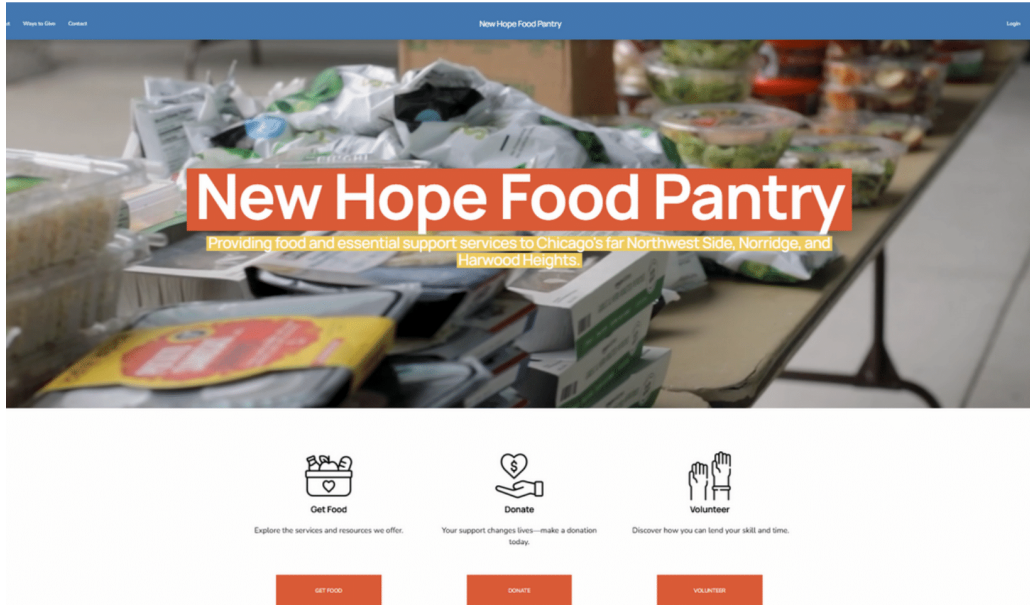 Ways to Give Contact New Hope Food Pantry Login
New Hope Food Pantry
Providing food and essential support services to Chicago's far Northwest Side, Norridge, and
Harwood Heights.
Get Food Donate Volunteer
Explore the services and resources we offer. Your support changes lives—make a donation Discover how you can lend your skill and time.
today.
GET FOOD DONATE VOLUNTEER